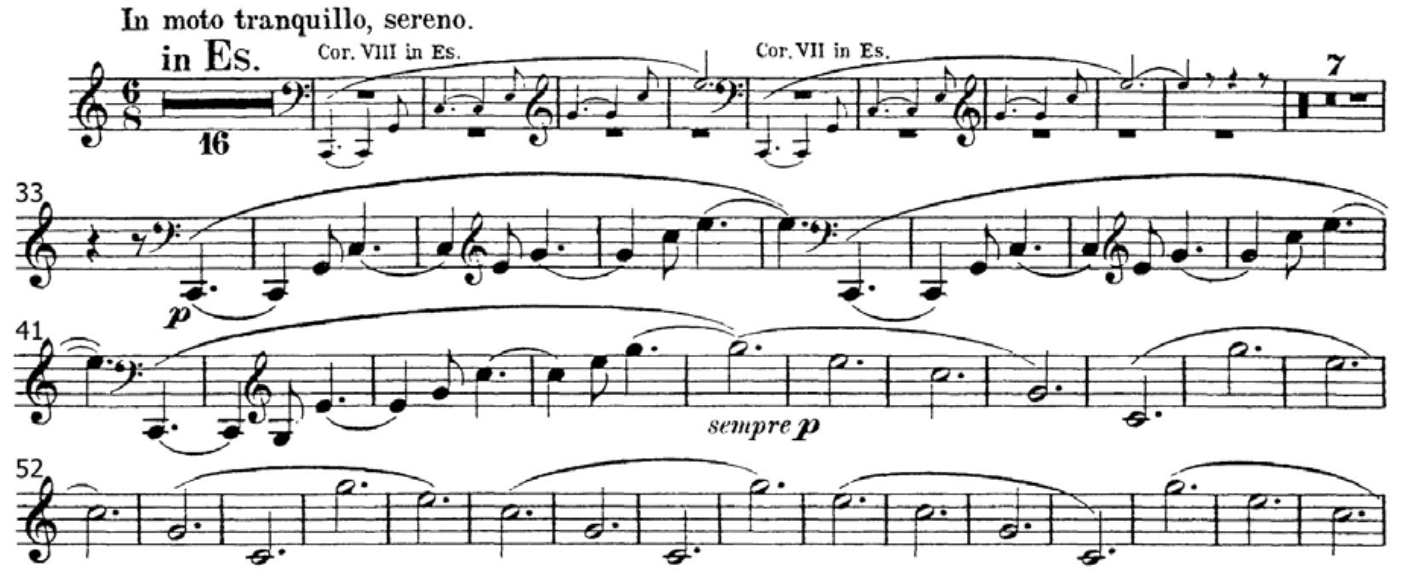 In moto tranquillo, sereno.
in Es.
Cor. VIII in Es.
Cor. VII in Es.
6
8
16
7
33
p
41
sempre p
52